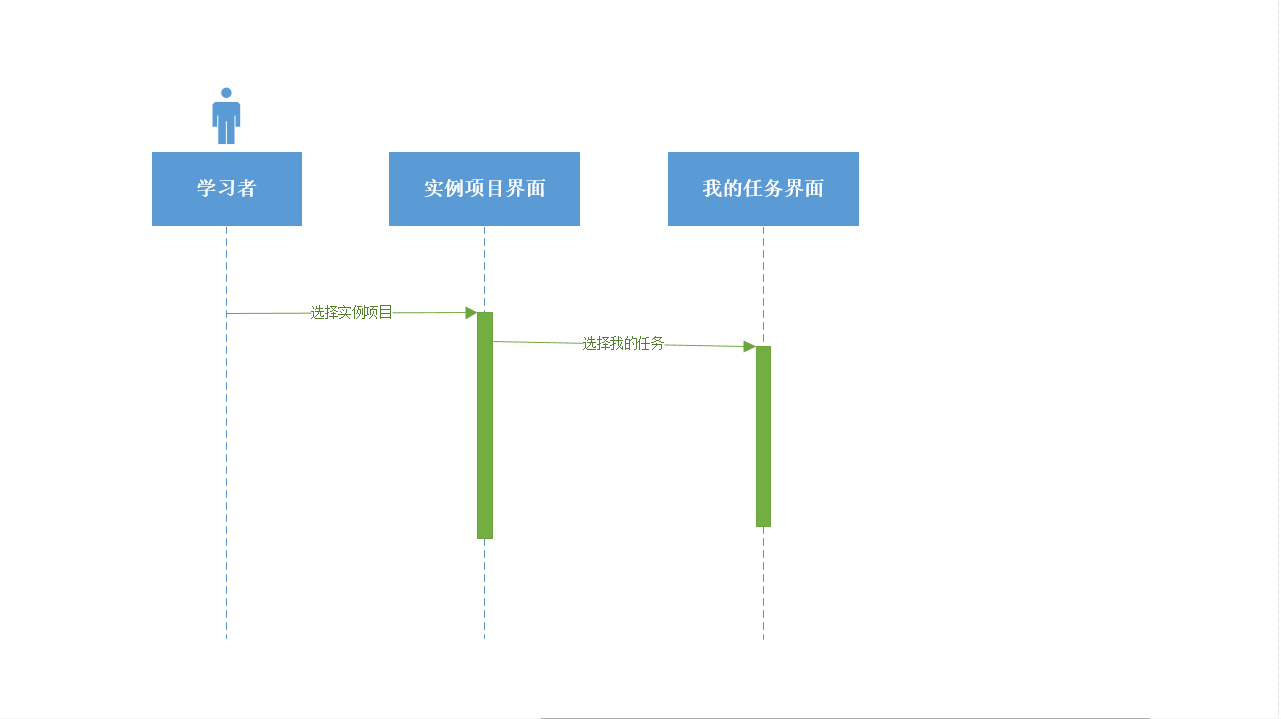 学习者
实例项目界面
我的任务界面
选择实例项目
选择我的任务